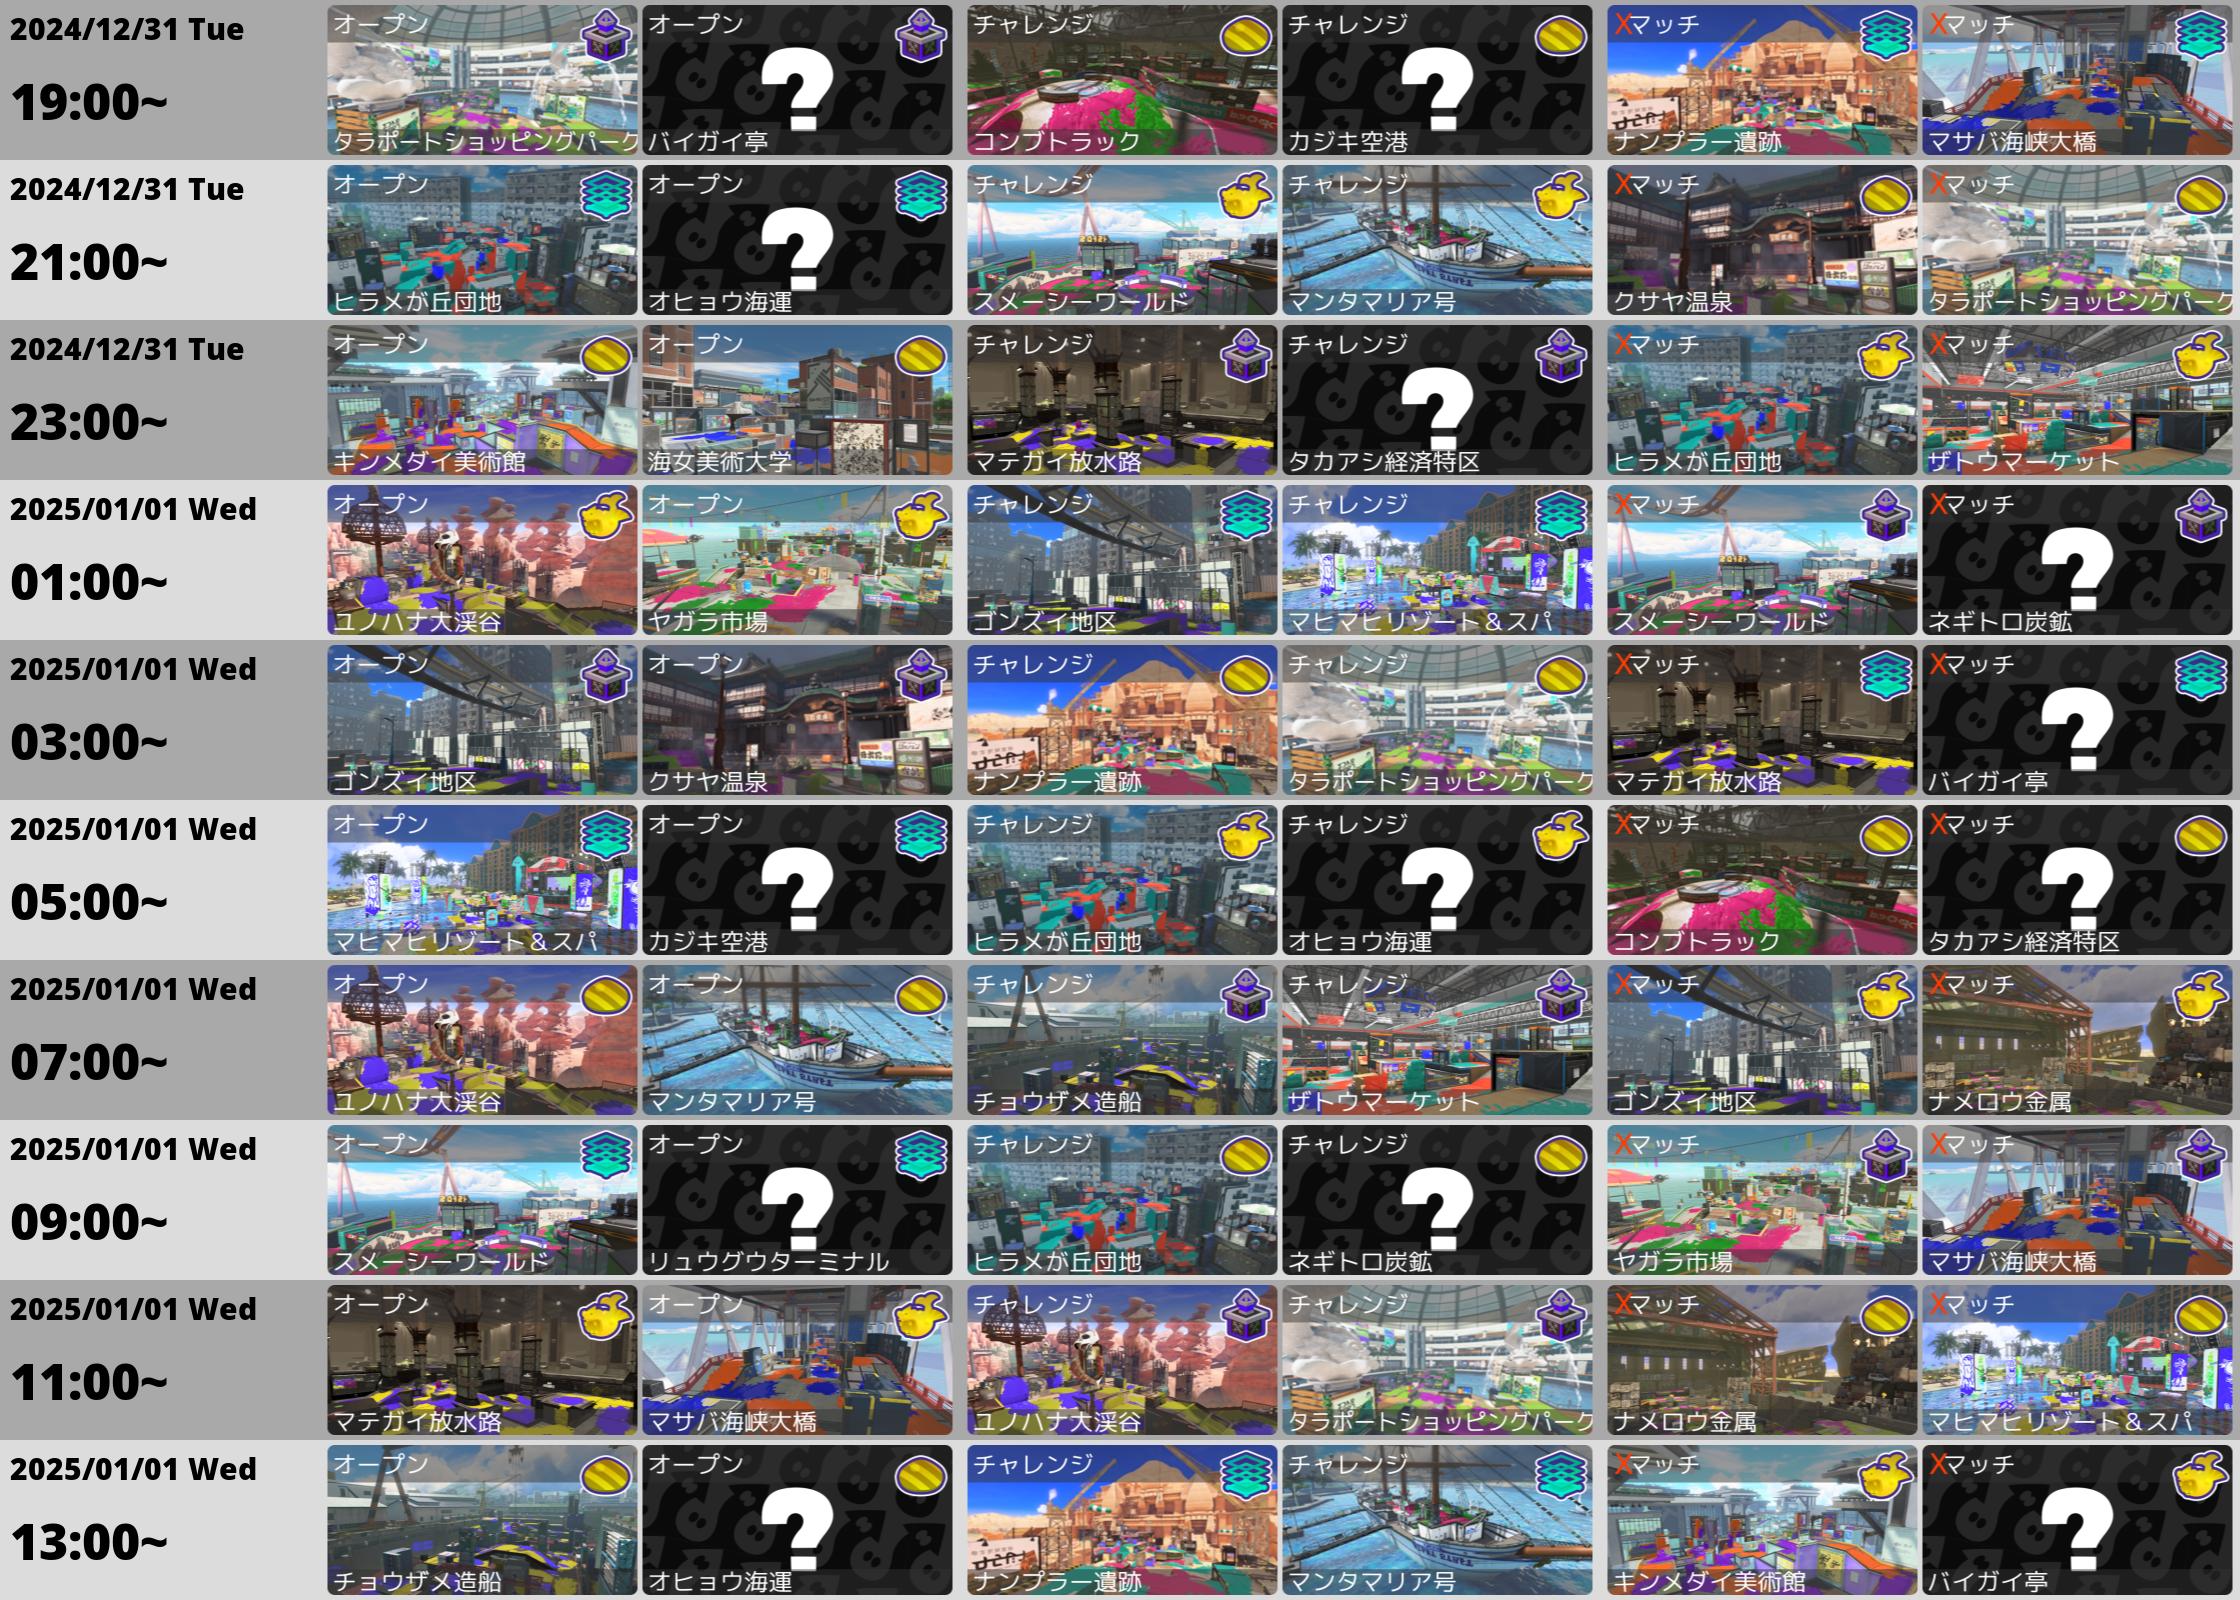 2024/12/31 Tue
19:00~
オープン
タラポートショッピングパーク
オープン
バイガイ亭
チャレンジ
コンブトラック
チャレンジ
カジキ空港
Xマッチ
ナンプラー遺跡
Xマッチ
マサバ海峡大橋
2024/12/31 Tue
21:00~
オープン
ヒラメが丘団地
オープン
オヒョウ海運
チャレンジ
スメーシーワールド
チャレンジ
マンタマリア号
Xマッチ
クサヤ温泉
Xマッチ
タラポートショッピングパーク
2024/12/31 Tue
23:00~
オープン
キンメダイ美術館
オープン
海女美術大学
チャレンジ
マテガイ放水路
チャレンジ
タカアシ経済特区
Xマッチ
ヒラメが丘団地
Xマッチ
ザトウマーケット
2025/01/01 Wed
01:00~
オープン
ユノハナ大渓谷
オープン
ヤガラ市場
チャレンジ
ゴンズイ地区
チャレンジ
マヒマヒリゾート＆スパ
Xマッチ
スメーシーワールド
Xマッチ
ネギトロ炭鉱
2025/01/01 Wed
03:00~
オープン
ゴンズイ地区
オープン
クサヤ温泉
チャレンジ
ナンプラー遺跡
チャレンジ
タラポートショッピングパーク
Xマッチ
マテガイ放水路
Xマッチ
バイガイ亭
2025/01/01 Wed
05:00~
オープン
マヒマヒリゾート＆スパ
オープン
カジキ空港
チャレンジ
ヒラメが丘団地
チャレンジ
オヒョウ海運
Xマッチ
コンブトラック
Xマッチ
タカアシ経済特区
2025/01/01 Wed
07:00~
オープン
ユノハナ大渓谷
オープン
マンタマリア号
チャレンジ
チョウザメ造船
チャレンジ
ザトウマーケット
Xマッチ
ゴンズイ地区
Xマッチ
ナメロウ金属
2025/01/01 Wed
09:00~
オープン
スメーシーワールド
オープン
リュウグウターミナル
チャレンジ
ヒラメが丘団地
チャレンジ
ネギトロ炭鉱
Xマッチ
ヤガラ市場
Xマッチ
マサバ海峡大橋
2025/01/01 Wed
11:00~
オープン
マテガイ放水路
オープン
マサバ海峡大橋
チャレンジ
ユノハナ大渓谷
チャレンジ
タラポートショッピングパーク
Xマッチ
ナメロウ金属
Xマッチ
マヒマヒリゾート＆スパ
2025/01/01 Wed
13:00~
オープン
チョウザメ造船
オープン
オヒョウ海運
チャレンジ
ナンプラー遺跡
チャレンジ
マンタマリア号
Xマッチ
キンメダイ美術館
Xマッチ
バイガイ亭